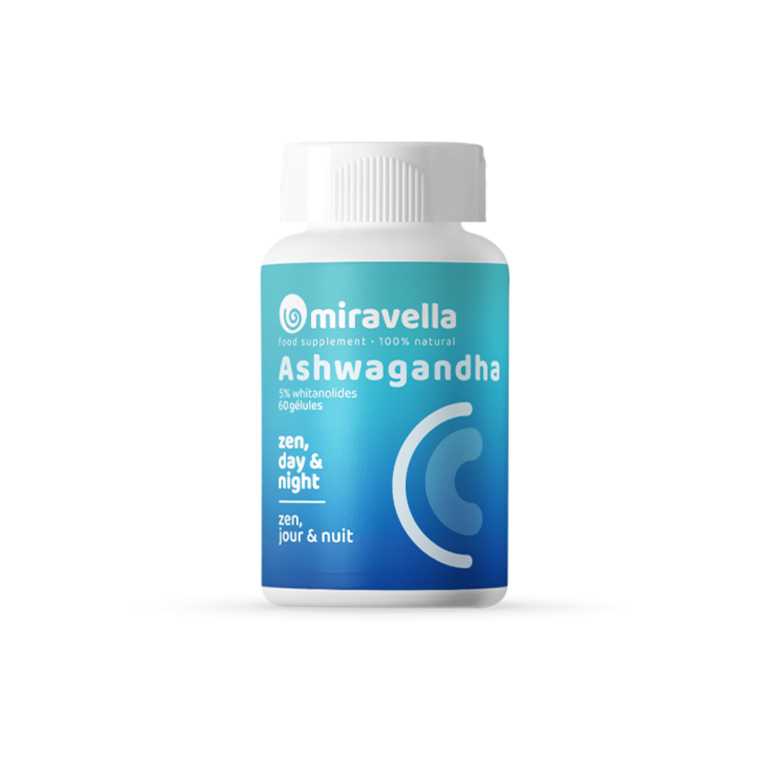 miravella
food supplement • 100% natural
Ashwagandha
5% whitanolides
60 gélules
zen,
day &
night
zen,
jour & nuit